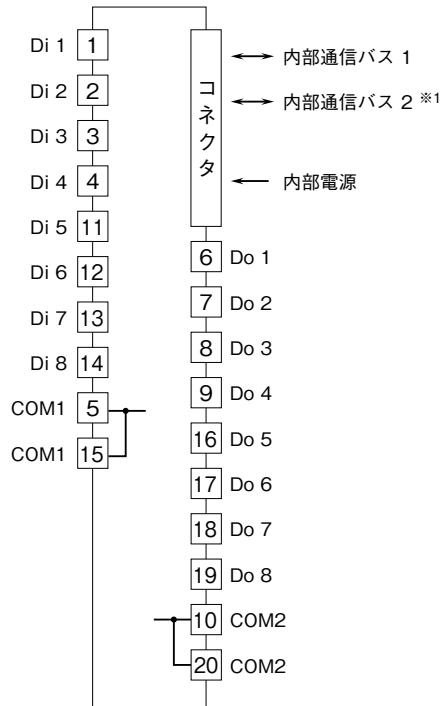 Di 1 1
Di 2 2
Di 3 3
Di 4 4
Di 5 11
Di 6 12
Di 7 13
Di 8 14
COM1 5
COM1 15
コネクタ
内部通信バス 1
内部通信バス 2 ※1
内部電源
6 Do 1
7 Do 2
8 Do 3
9 Do 4
16 Do 5
17 Do 6
18 Do 7
19 Do 8
10 COM2
20 COM2